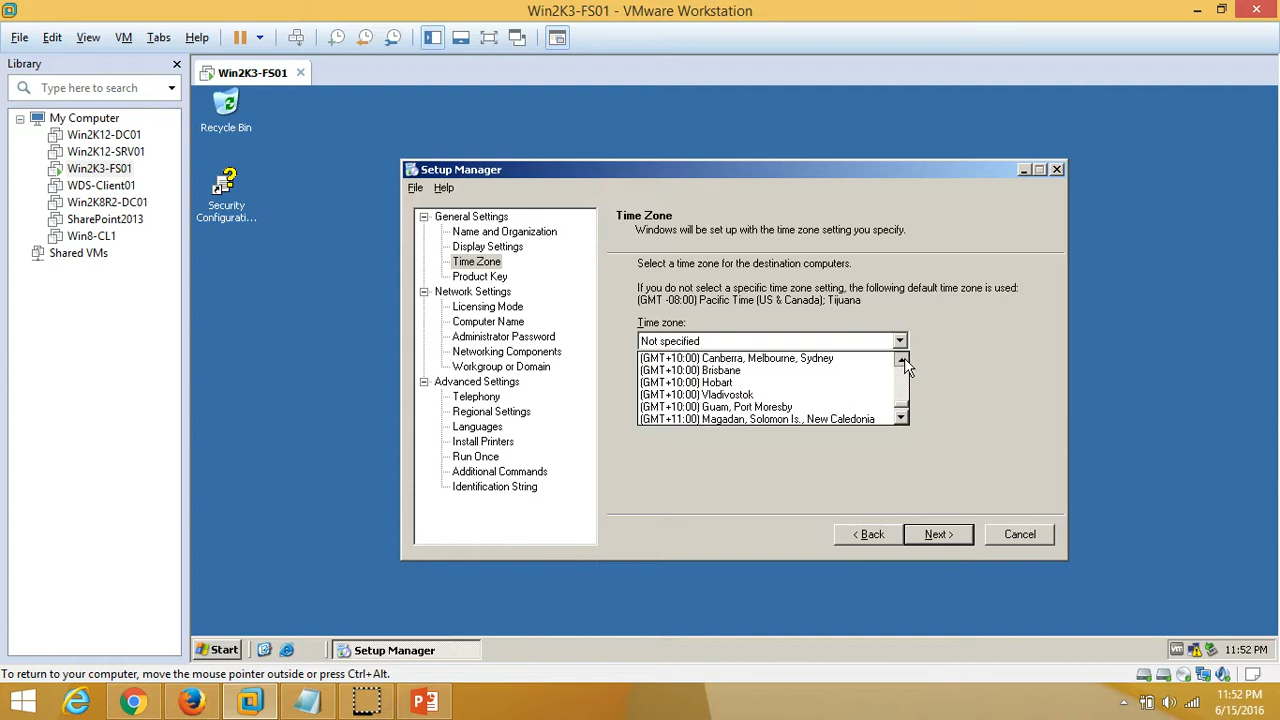 Win2K3-FS01 - VMware Workstation
File Edit View VM Tabs Help
Library
Type here to search
My Computer
Win2K12-DC01
Win2K12-SRV01
Win2K3-FS01
WDS-Client01
Win2K8R2-DC01
SharePoint2013
Win8-CL1
Shared VMs
Win2K3-FS01
Recycle Bin
Security
Configurati...
Setup Manager
File Help
General Settings
Name and Organization
Display Settings
Time Zone
Product Key
Network Settings
Licensing Mode
Computer Name
Administrator Password
Networking Components
Workgroup or Domain
Advanced Settings
Telephony
Regional Settings
Languages
Install Printers
Run Once
Additional Commands
Identification String
Time Zone
Windows will be set up with the time zone setting you specify.
Select a time zone for the destination computers.
If you do not select a specific time zone setting, the following default time zone is used:
(GMT -08:00) Pacific Time (US & Canada); Tijuana
Time zone:
Not specified
(GMT+10:00) Canberra, Melbourne, Sydney
(GMT+10:00) Brisbane
(GMT+10:00) Hobart
(GMT+10:00) Vladivostok
(GMT+10:00) Guam, Port Moresby
(GMT+11:00) Magadan, Solomon Is., New Caledonia
< Back
Next >
Cancel
Start
Setup Manager
vm
11:52 PM
To return to your computer, move the mouse pointer outside or press Ctrl+Alt.
11:52 PM
6/15/2016